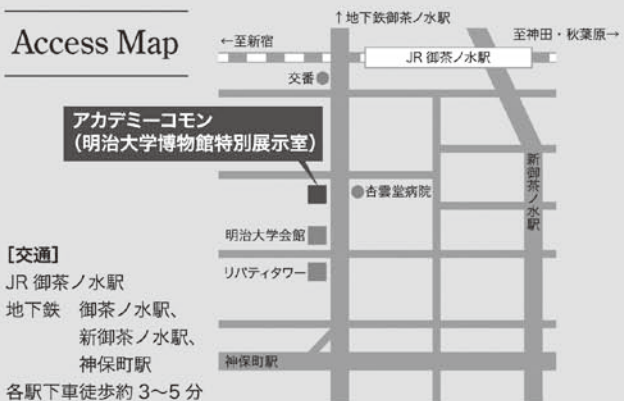 Access Map
↑地下鉄御茶ノ水駅
←至新宿
至神田・秋葉原→
JR 御茶ノ水駅
交番
アカデミーコモン
（明治大学博物館特別展示室）
杏雲堂病院
新御茶ノ水駅
明治大学会館
リバティタワー
神保町駅
[交通]
JR 御茶ノ水駅
地下鉄　御茶ノ水駅、
新御茶ノ水駅、
神保町駅
各駅下車徒歩約 3〜5 分